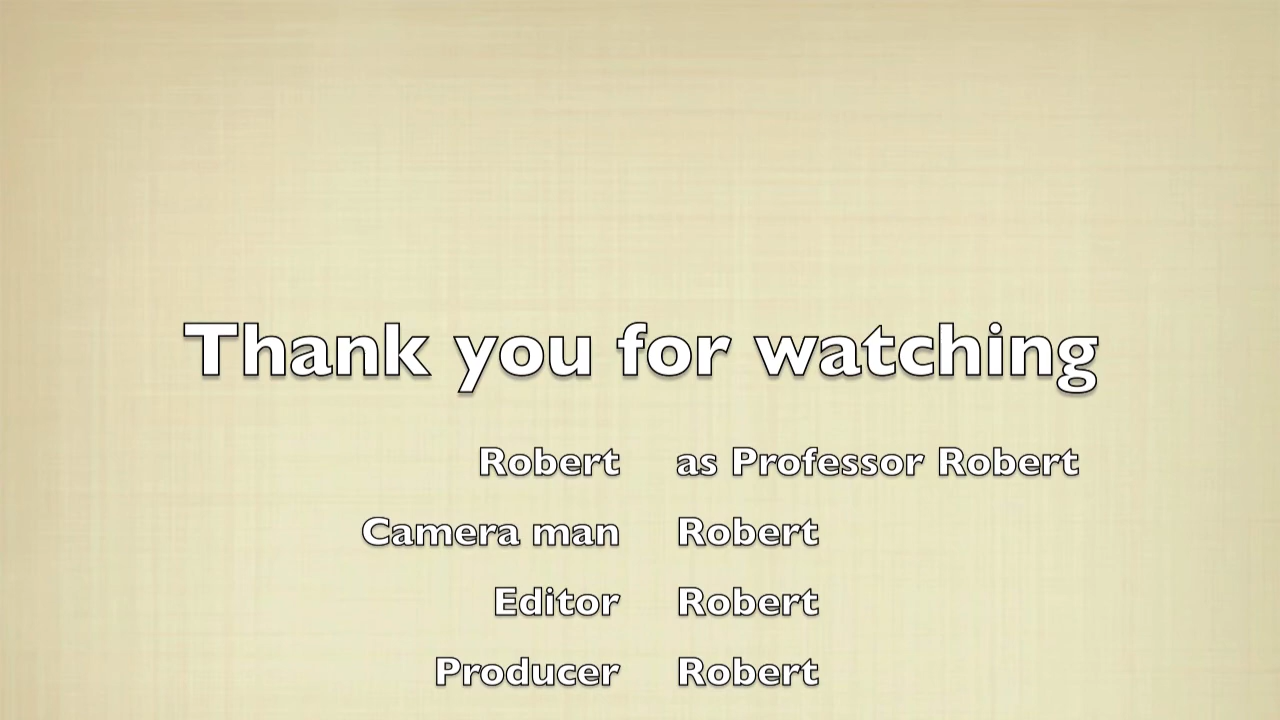 Thank you for watching
Robert as Professor Robert
Camera man Robert
Editor Robert
Producer Robert